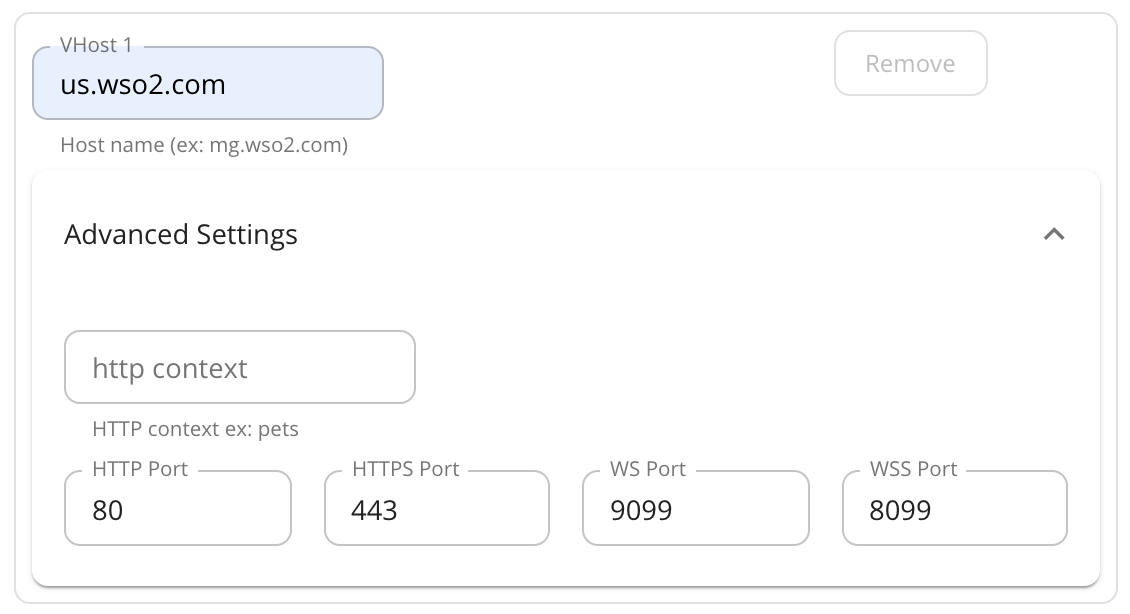 VHost 1
us.wso2.com
Remove
Host name (ex: mg.wso2.com)
Advanced Settings
http context
HTTP context ex: pets
HTTP Port HTTPS Port WS Port WSS Port
80 443 9099 8099